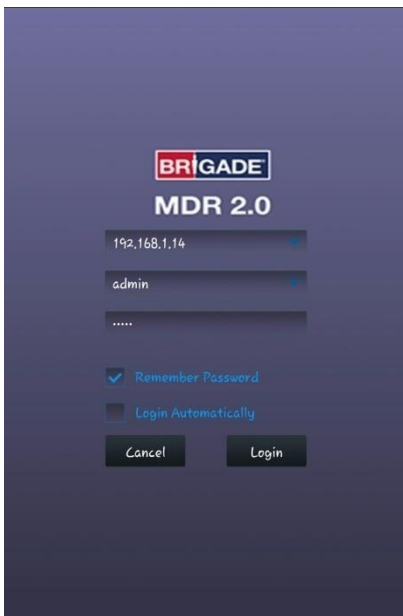 BRIGADE
MDR 2.0
192.168.1.14
admin
•••••
Remember Password
Login Automatically
Cancel Login